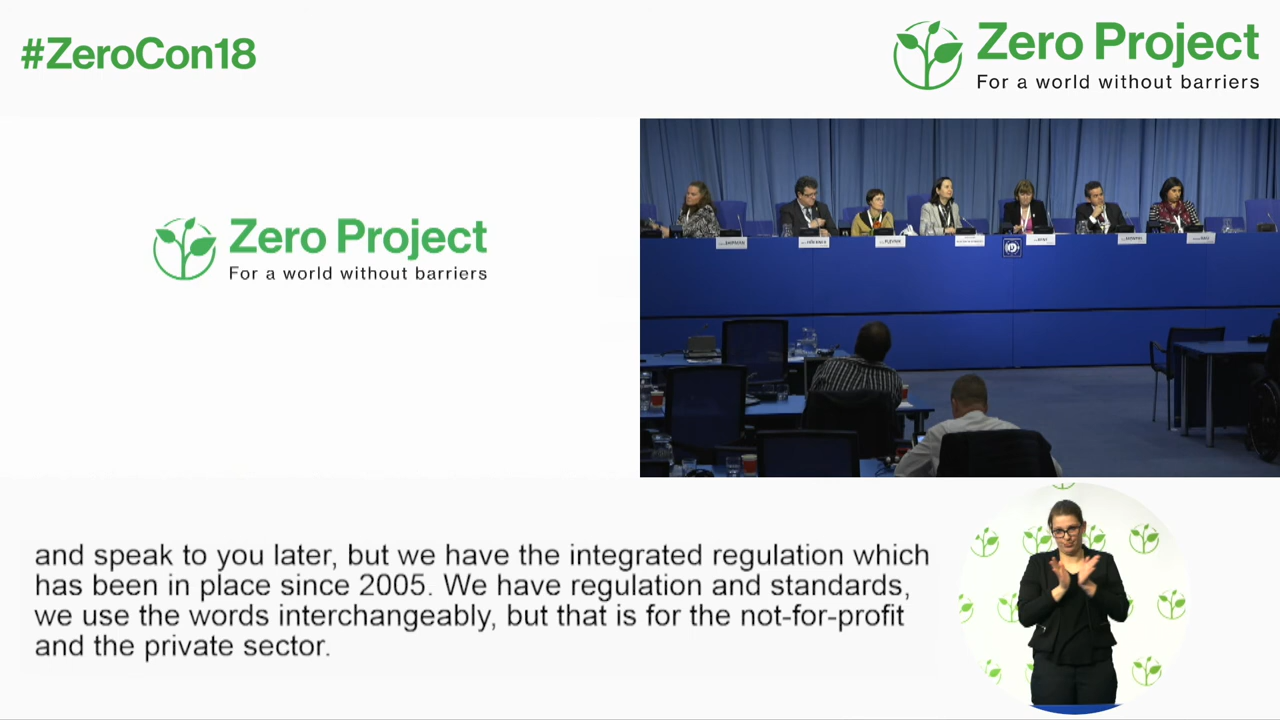 #ZeroCon18
Zero Project
For a world without barriers
Zero Project
For a world without barriers
and speak to you later, but we have the integrated regulation which
has been in place since 2005. We have regulation and standards,
we use the words interchangeably, but that is for the not-for-profit
and the private sector.